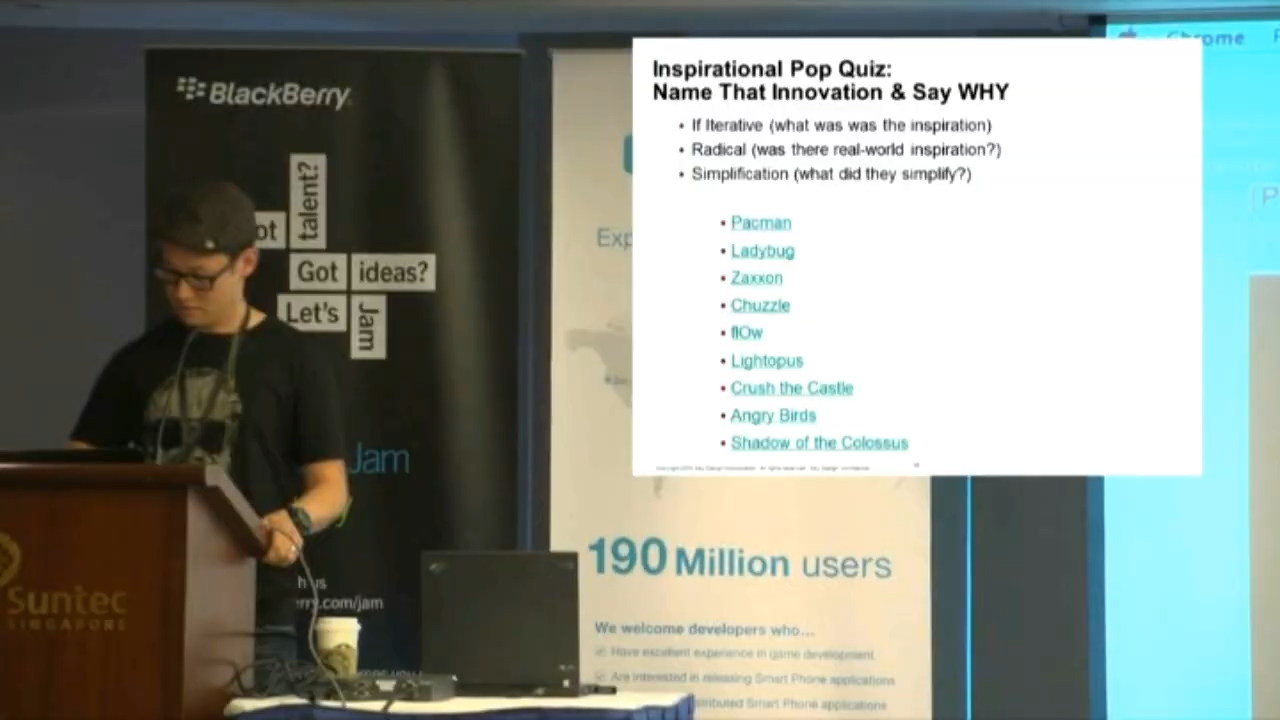 BlackBerry
talent?
ot
Got ideas?
Let's
Jam
Jam
rry.com/jam
Suntec
SINGAPORE
Exp
Inspirational Pop Quiz:
Name That Innovation & Say WHY
• If Iterative (what was was the inspiration)
• Radical (was there real-world inspiration?)
• Simplification (what did they simplify?)
• Pacman
• Ladybug
• Zaxxon
• Chuzzle
• flOw
• Lightopus
• Crush the Castle
• Angry Birds
• Shadow of the Colossus
190 Million users
We welcome developers who...
Have excellent experience in game development
Are interested in releasing Smart Phone applications
tributed Smart Phone applications
Chrome